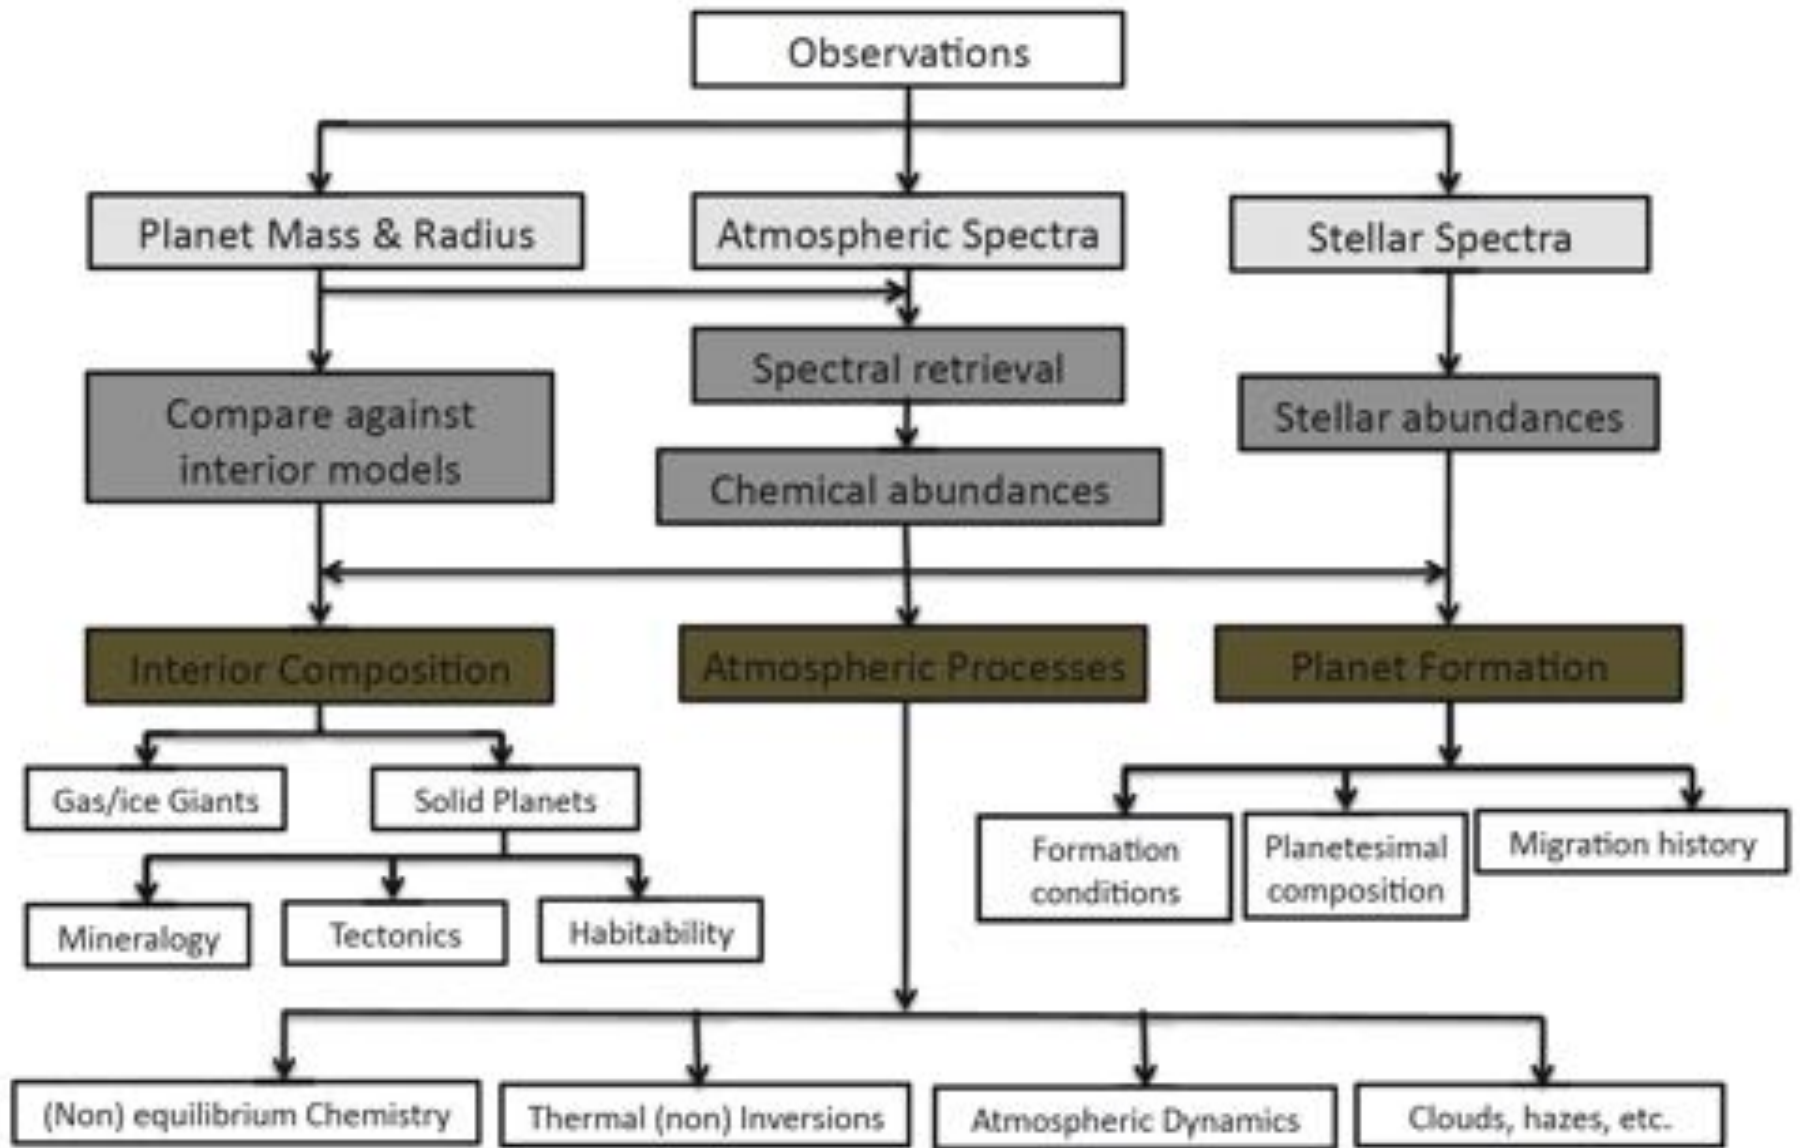 Observations
Planet Mass & Radius
Atmospheric Spectra
Stellar Spectra
Spectral retrieval
Compare against
interior models
Stellar abundances
Chemical abundances
Interior Composition
Atmospheric Processes
Planet Formation
Gas/ice Giants
Solid Planets
Formation
conditions
Planetesimal
composition
Migration history
Mineralogy
Tectonics
Habitability
(Non) equilibrium Chemistry
Thermal (non) Inversions
Atmospheric Dynamics
Clouds, hazes, etc.